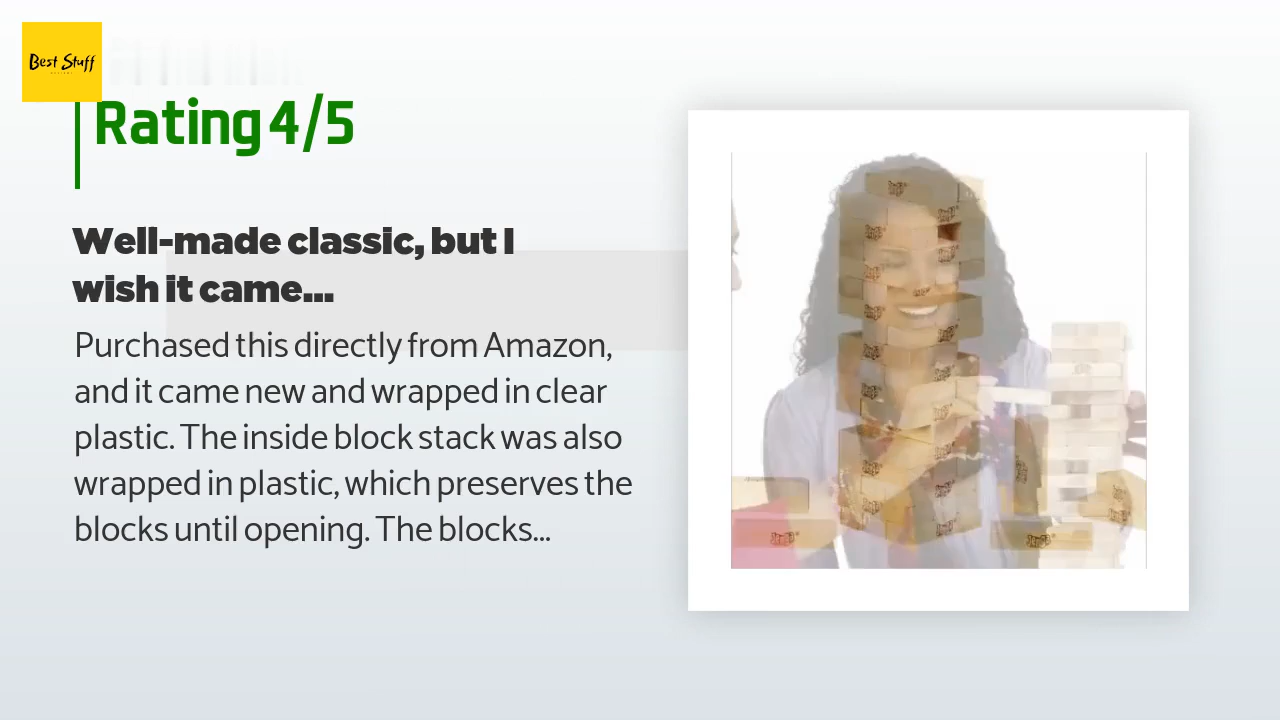 Best Stuff
Rating 4/5
Well-made classic, but I
wish it came...
Purchased this directly from Amazon,
and it came new and wrapped in clear
plastic. The inside block stack was also
wrapped in plastic, which preserves the
blocks until opening. The blocks...